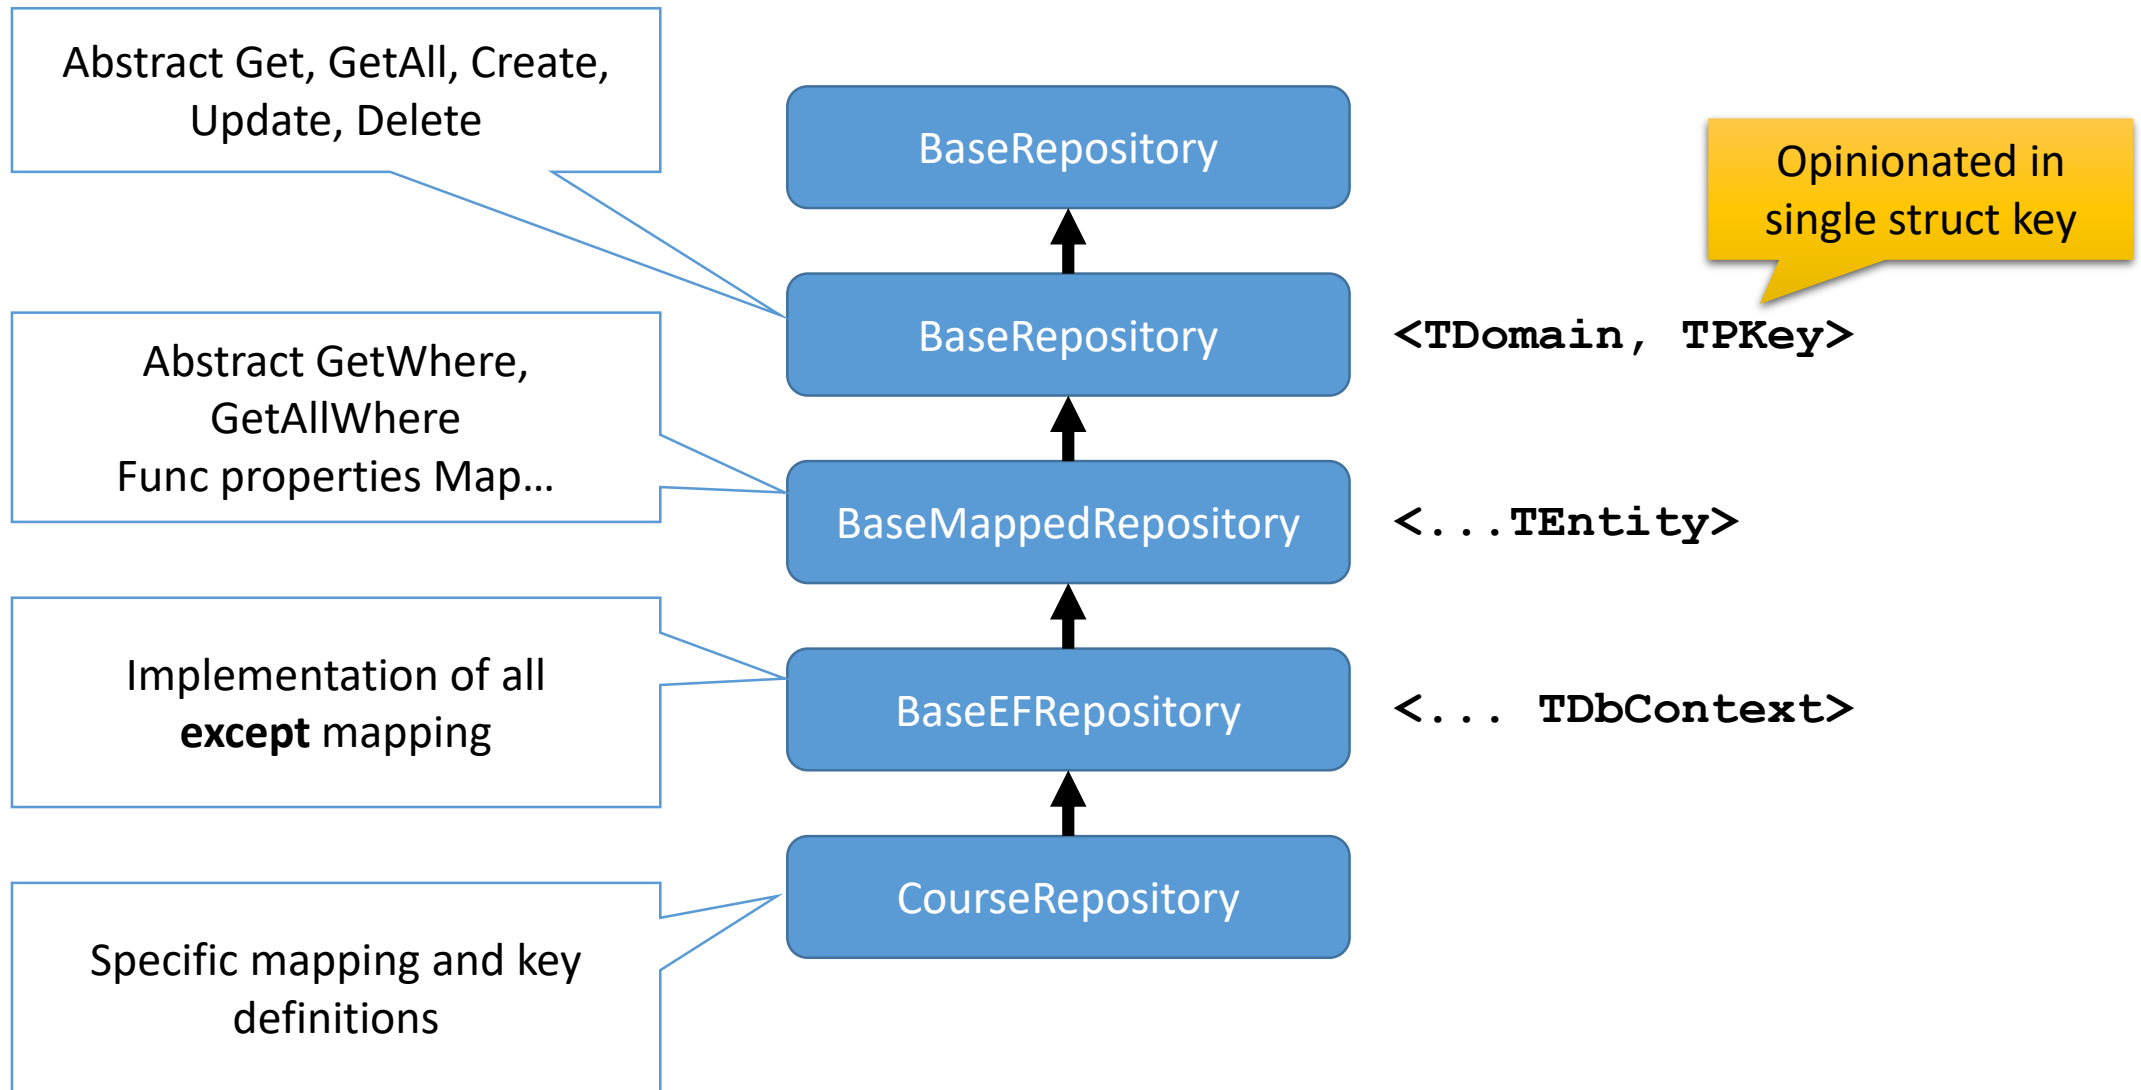 Abstract Get, GetAll, Create,
Update, Delete
BaseRepository
Opinionated in
single struct key
BaseRepository
<TDomain, TPKey>
Abstract GetWhere,
GetAllWhere
Func properties Map…
BaseMappedRepository
<...TEntity>
Implementation of all
except mapping
BaseEFRepository
<... TDbContext>
CourseRepository
Specific mapping and key
definitions